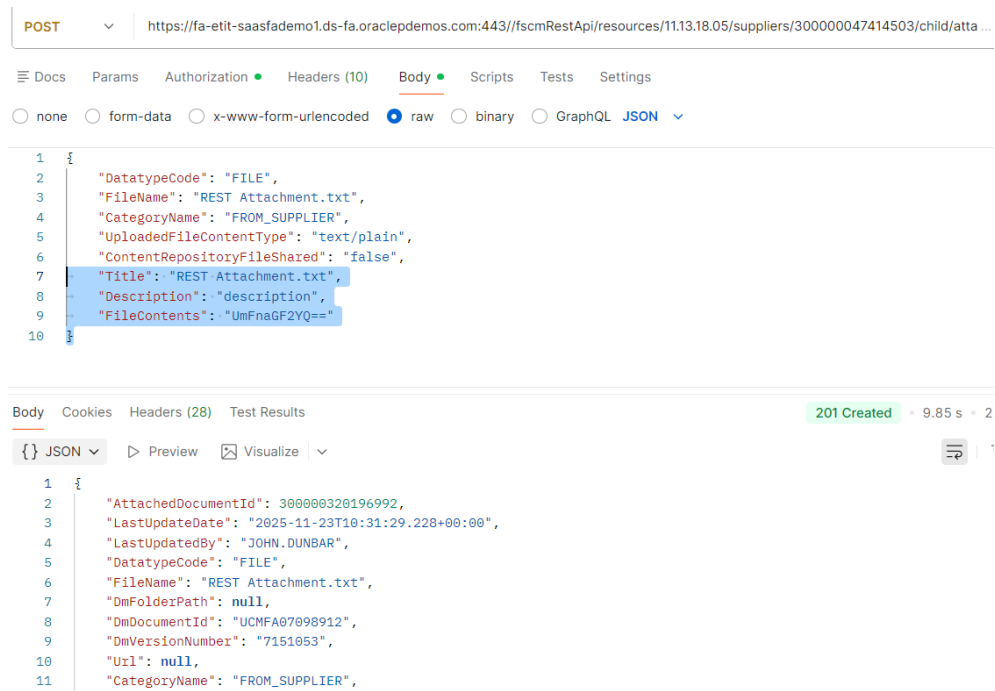 POST https://fa-etit-saasfademo1.ds-fa.oraclepdemos.com:443//fscmRestApi/resources/11.13.18.05/suppliers/300000047414503/child/atta ...
Docs Params Authorization Headers (10) Body Scripts Tests Settings
none form-data x-www-form-urlencoded raw binary GraphQL JSON
1 {
2 "DatatypeCode": "FILE",
3 "FileName": "REST Attachment.txt",
4 "CategoryName": "FROM_SUPPLIER",
5 "UploadedFileContentType": "text/plain",
6 "ContentRepositoryFileShared": "false",
7 "Title": "REST Attachment.txt",
8 "Description": "description",
9 "FileContents": "UmFnaGF2YQ=="
10 }
Body Cookies Headers (28) Test Results 201 Created • 9.85 s • 2
{} JSON Preview Visualize
1 {
2 "AttachedDocumentId": 300000320196992,
3 "LastUpdateDate": "2025-11-23T10:31:29.228+00:00",
4 "LastUpdatedBy": "JOHN.DUNBAR",
5 "DatatypeCode": "FILE",
6 "FileName": "REST Attachment.txt",
7 "DmFolderPath": null,
8 "DmDocumentId": "UCMFA07098912",
9 "DmVersionNumber": "7151053",
10 "Url": null,
11 "CategoryName": "FROM_SUPPLIER",